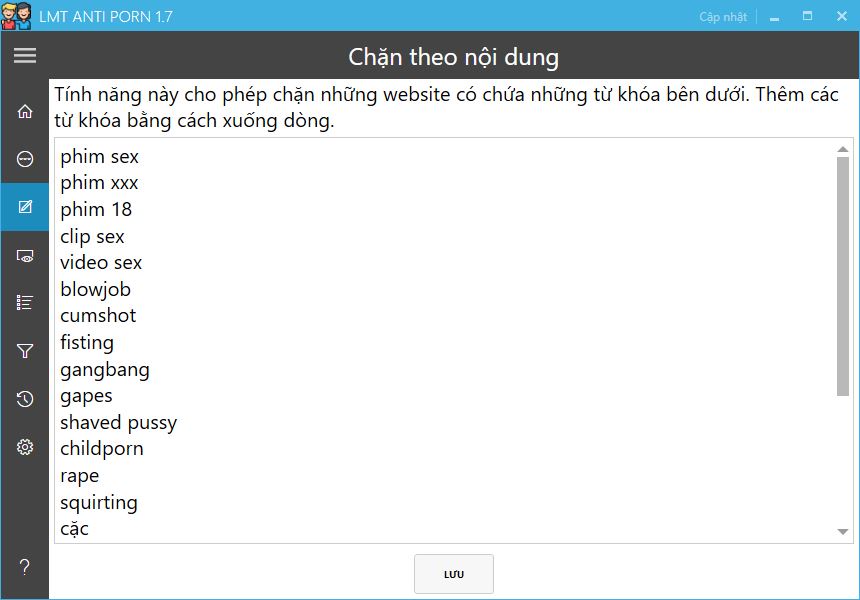 LMT ANTI PORN 1.7
Cập nhật
Chặn theo nội dung
Tính năng này cho phép chặn những website có chứa những từ khóa bên dưới. Thêm các
từ khóa bằng cách xuống dòng.
phim sex
phim xxx
phim 18
clip sex
video sex
blowjob
cumshot
fisting
gangbang
gapes
shaved pussy
childporn
rape
squirting
cặc
LƯU